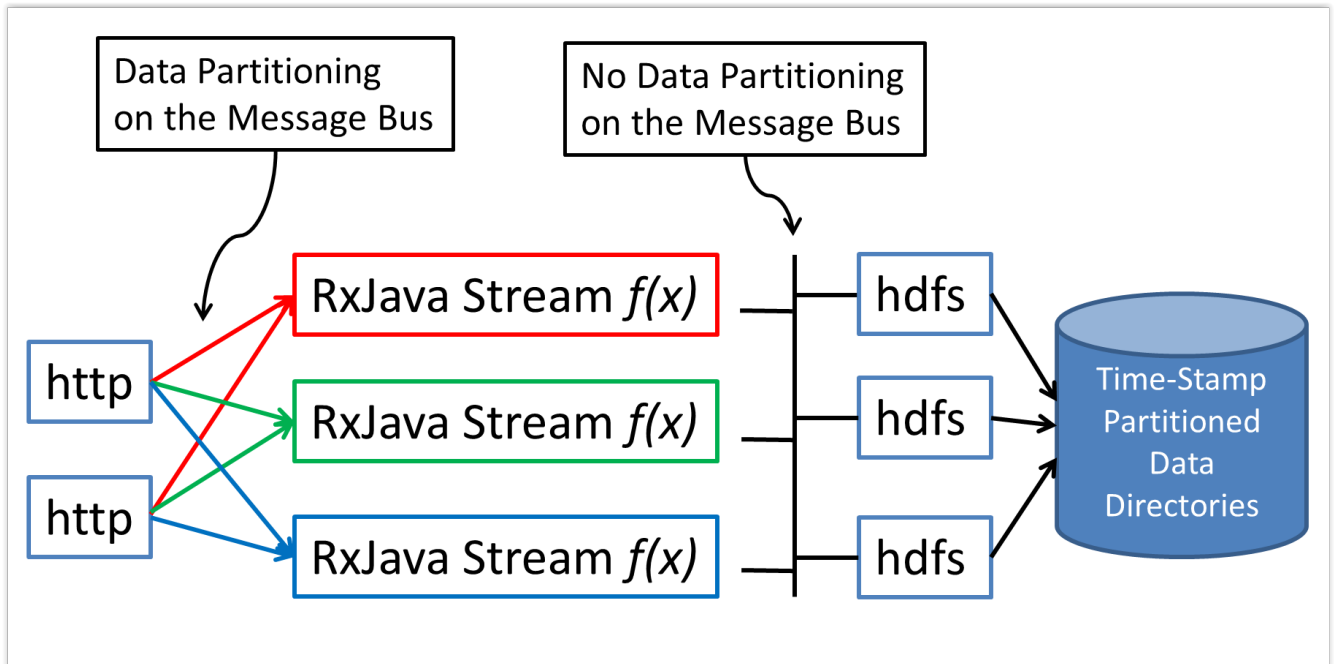 Data Partitioning
on the Message Bus
No Data Partitioning
on the Message Bus
http
http
RxJava Stream f(x)
RxJava Stream f(x)
RxJava Stream f(x)
hdfs
hdfs
hdfs
Time-Stamp
Partitioned
Data
Directories